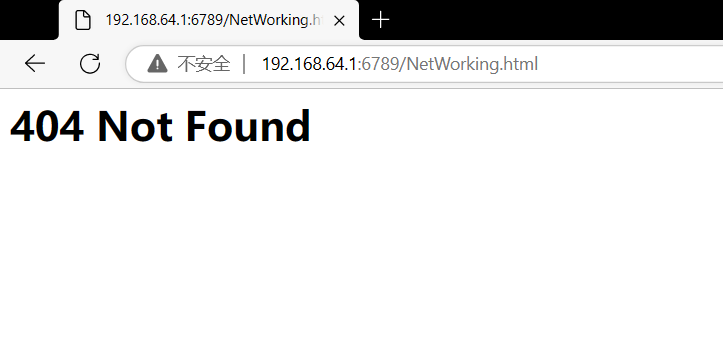 192.168.64.1:6789/NetWorking.h
不安全 192.168.64.1:6789/NetWorking.html
404 Not Found